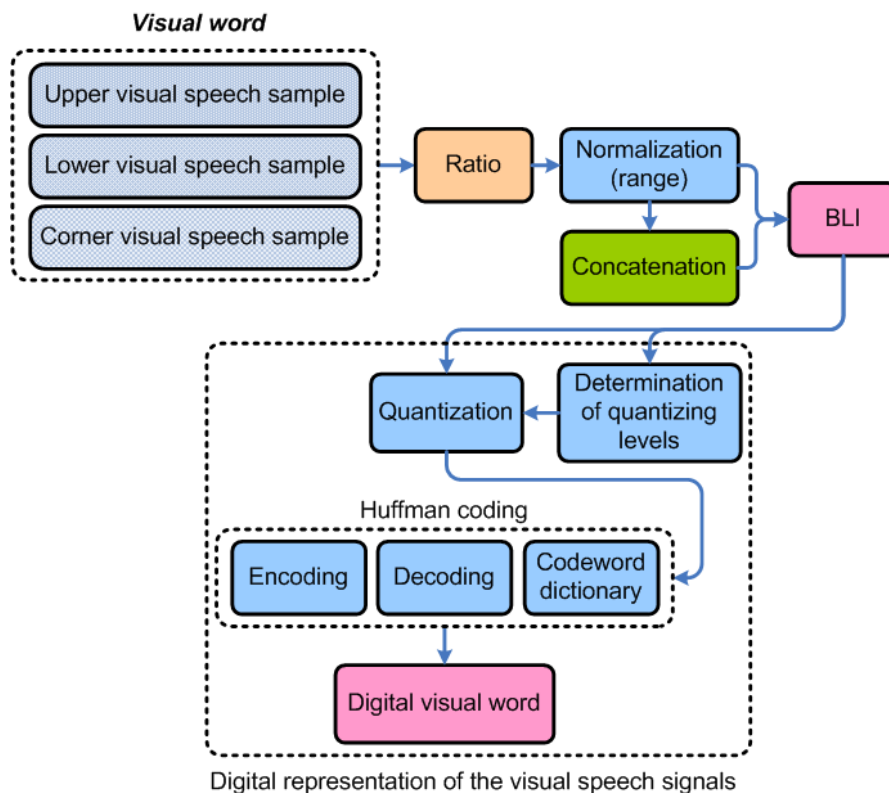 Visual word
Upper visual speech sample
Lower visual speech sample
Corner visual speech sample
Ratio
Normalization
(range)
Concatenation
BLI
Quantization
Determination
of quantizing
levels
Huffman coding
Encoding
Decoding
Codeword
dictionary
Digital visual word
Digital representation of the visual speech signals